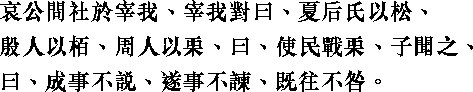 哀公問社於宰我、宰我對曰、夏后氏以松、
殷人以栢、周人以栗、曰、使民戰栗、子聞之、
曰、成事不説、遂事不諫、既往不咎。